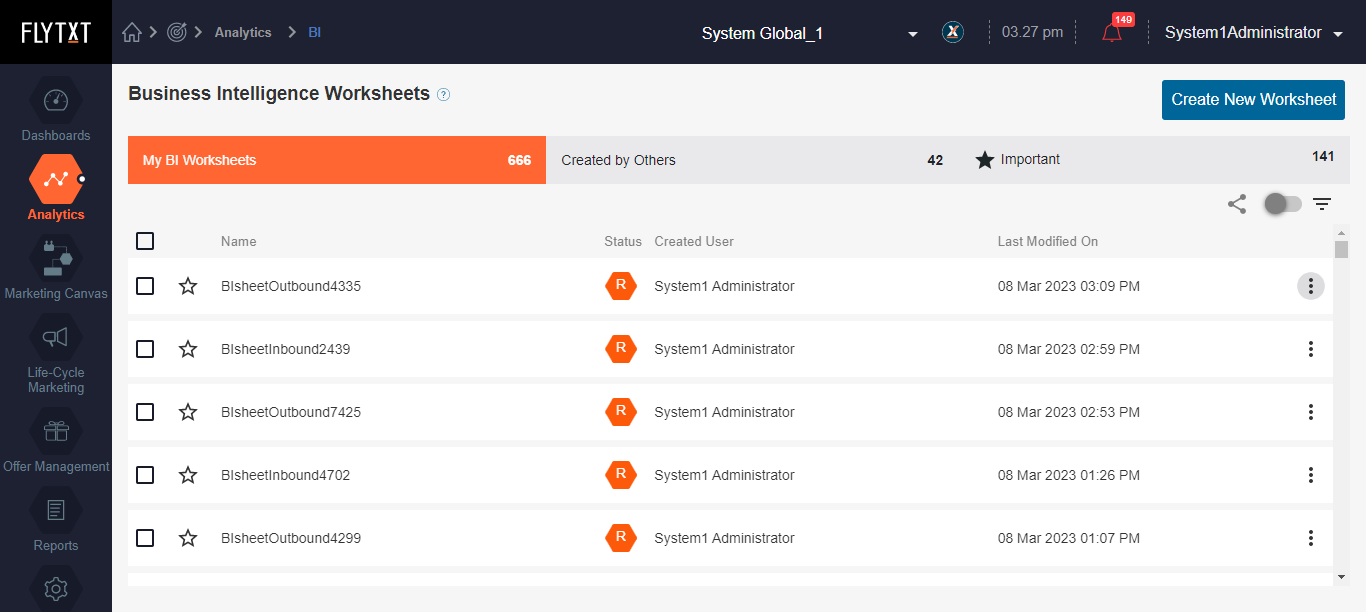 FLYTXT
Analytics
BI
System Global_1
X
03.27 pm
149
System1Administrator
Dashboards
Analytics
Marketing Canvas
Life-Cycle
Marketing
Offer Management
Reports
Business Intelligence Worksheets ?
Create New Worksheet
My BI Worksheets 666
Created by Others 42
Important 141
Name Status Created User Last Modified On
BIsheetOutbound4335 R System1 Administrator 08 Mar 2023 03:09 PM
BIsheetInbound2439 R System1 Administrator 08 Mar 2023 02:59 PM
BIsheetOutbound7425 R System1 Administrator 08 Mar 2023 02:53 PM
BIsheetInbound4702 R System1 Administrator 08 Mar 2023 01:26 PM
BIsheetOutbound4299 R System1 Administrator 08 Mar 2023 01:07 PM